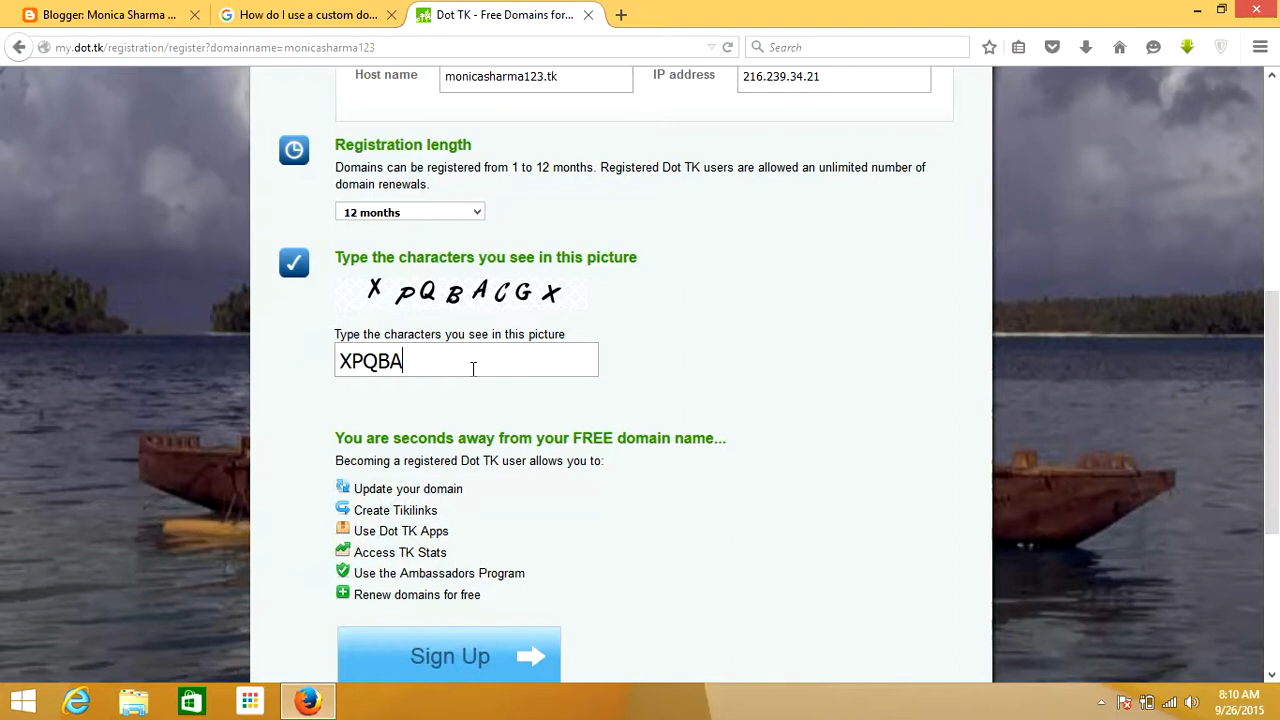 Blogger: Monica Sharma ...
How do I use a custom do...
Dot TK - Free Domains for...
my.dot.tk/registration/register?domainname=monicasharma123
Search
Host name monicasharma123.tk IP address 216.239.34.21
Registration length
Domains can be registered from 1 to 12 months. Registered Dot TK users are allowed an unlimited number of
domain renewals.
12 months
Type the characters you see in this picture
X P Q B A C G X
Type the characters you see in this picture
XPQBA
You are seconds away from your FREE domain name...
Becoming a registered Dot TK user allows you to:
Update your domain
Create Tikilinks
Use Dot TK Apps
Access TK Stats
Use the Ambassadors Program
Renew domains for free
Sign Up
8:10 AM
9/26/2015